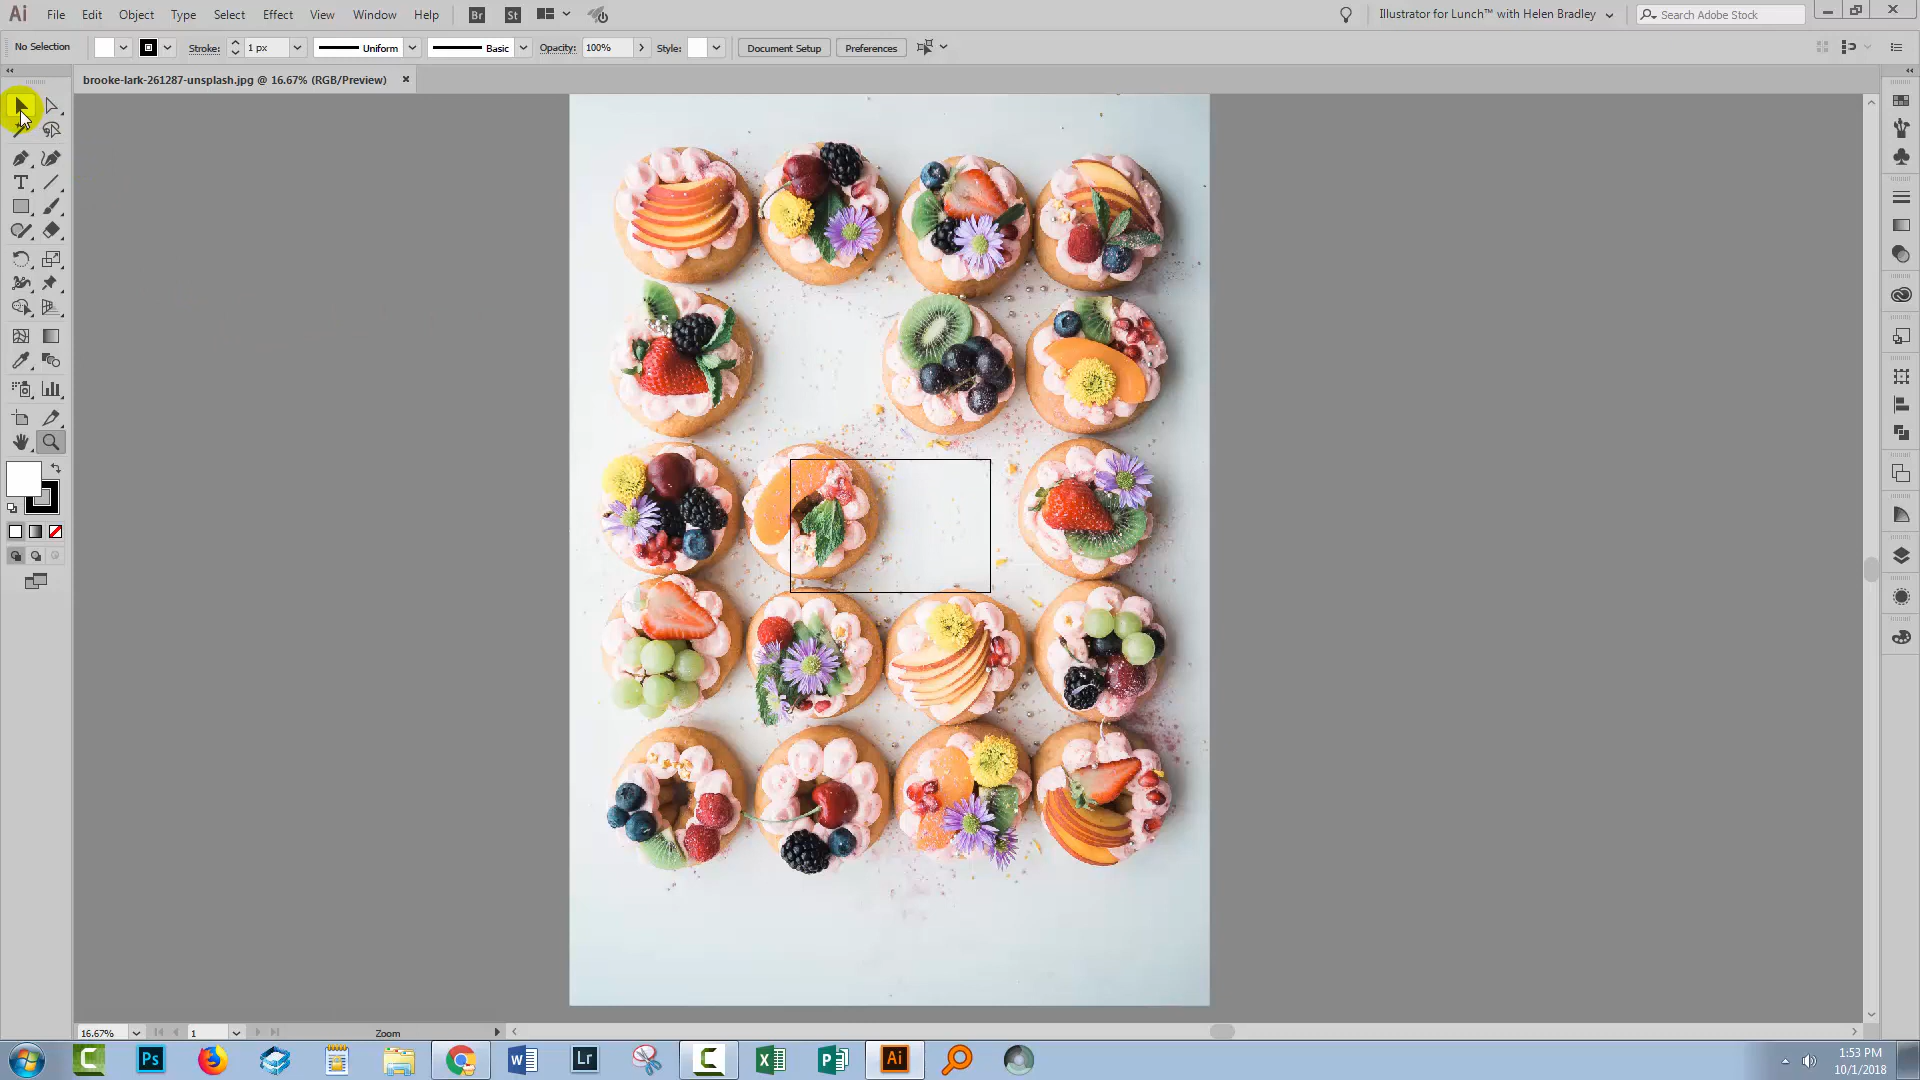 Ai File Edit Object Type Select Effect View Window Help Br St Illustrator for Lunch™ with Helen Bradley Search Adobe Stock
No Selection Stroke: 1 px Uniform Basic Opacity: 100% Style: Document Setup Preferences
brooke-lark-261287-unsplash.jpg @ 16.67% (RGB/Preview) ×
T
16.67% 1 Zoom
C Ps W Lr C X P Ai
1:53 PM
10/1/2018